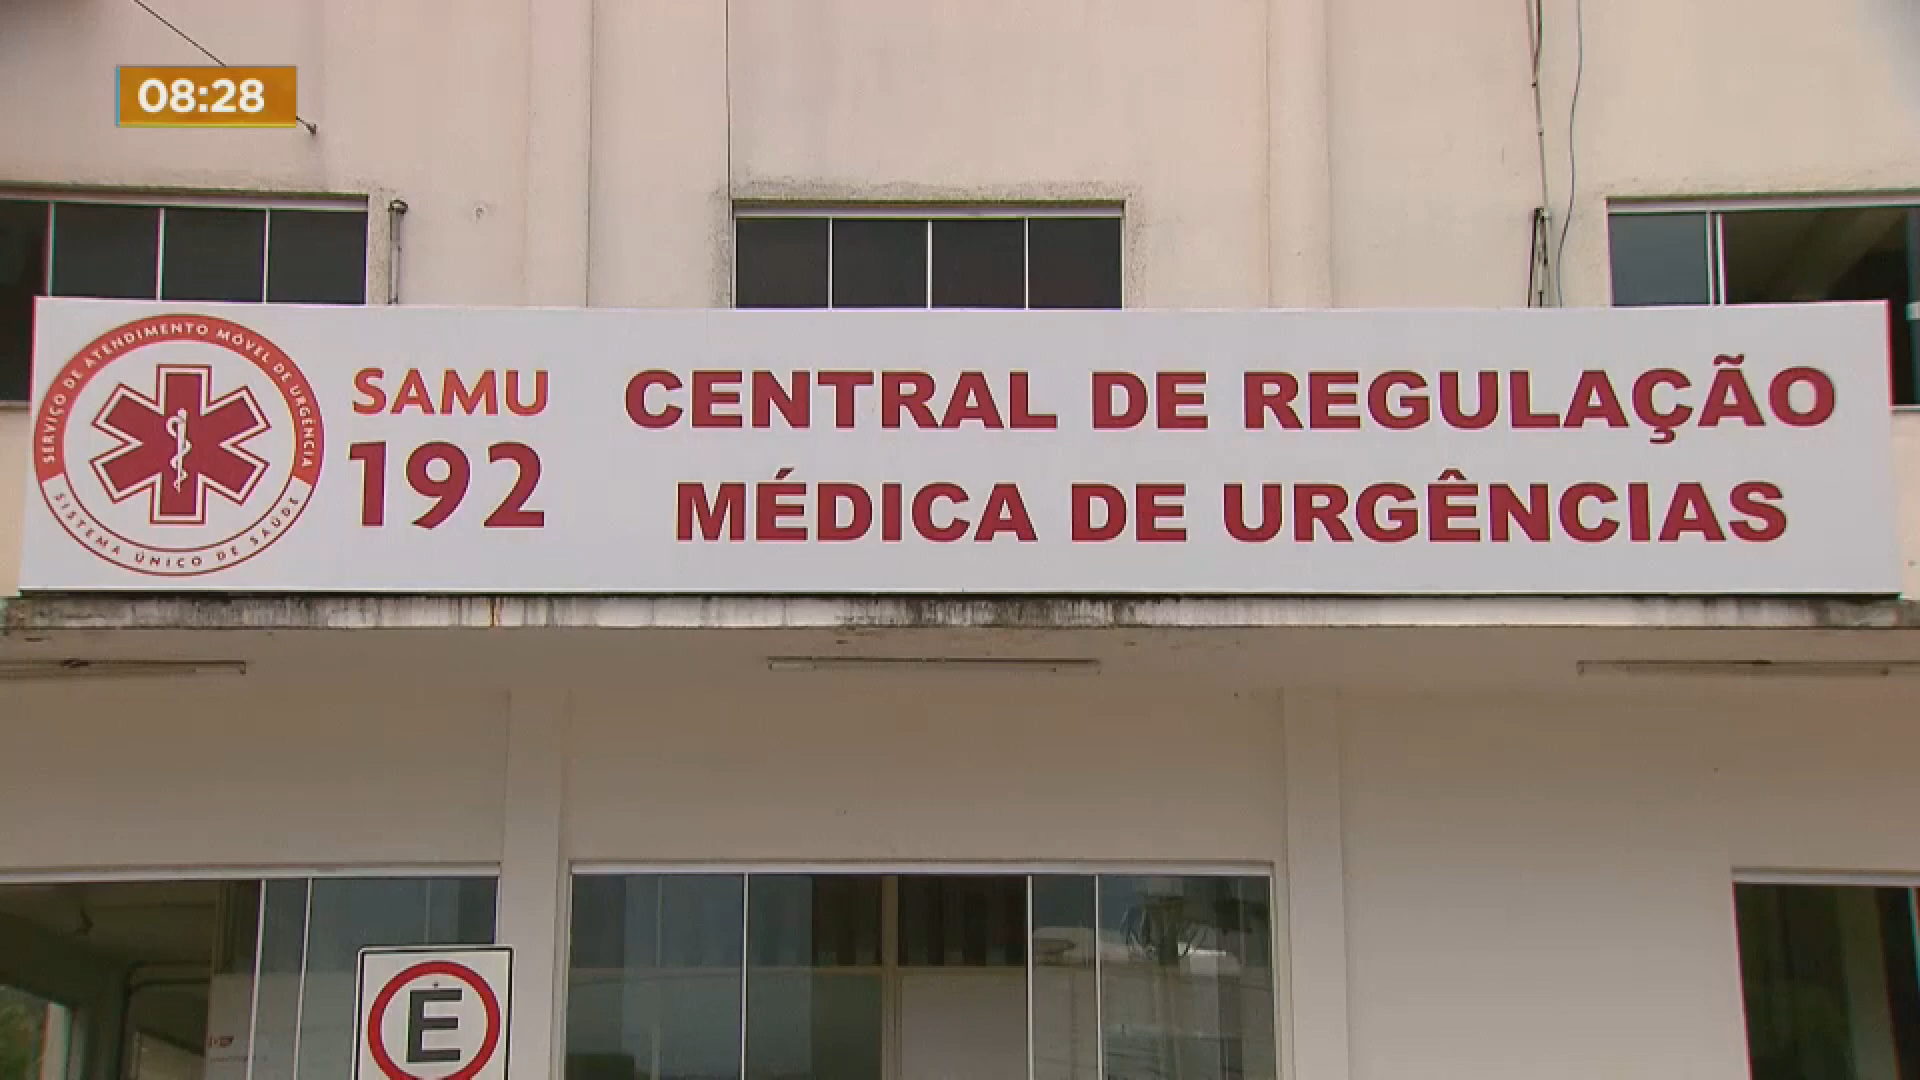 08:28
SERVIÇO DE ATENDIMENTO MÓVEL DE URGÊNCIA
SISTEMA ÚNICO DE SAÚDE
SAMU
192
CENTRAL DE REGULAÇÃO
MÉDICA DE URGÊNCIAS
E